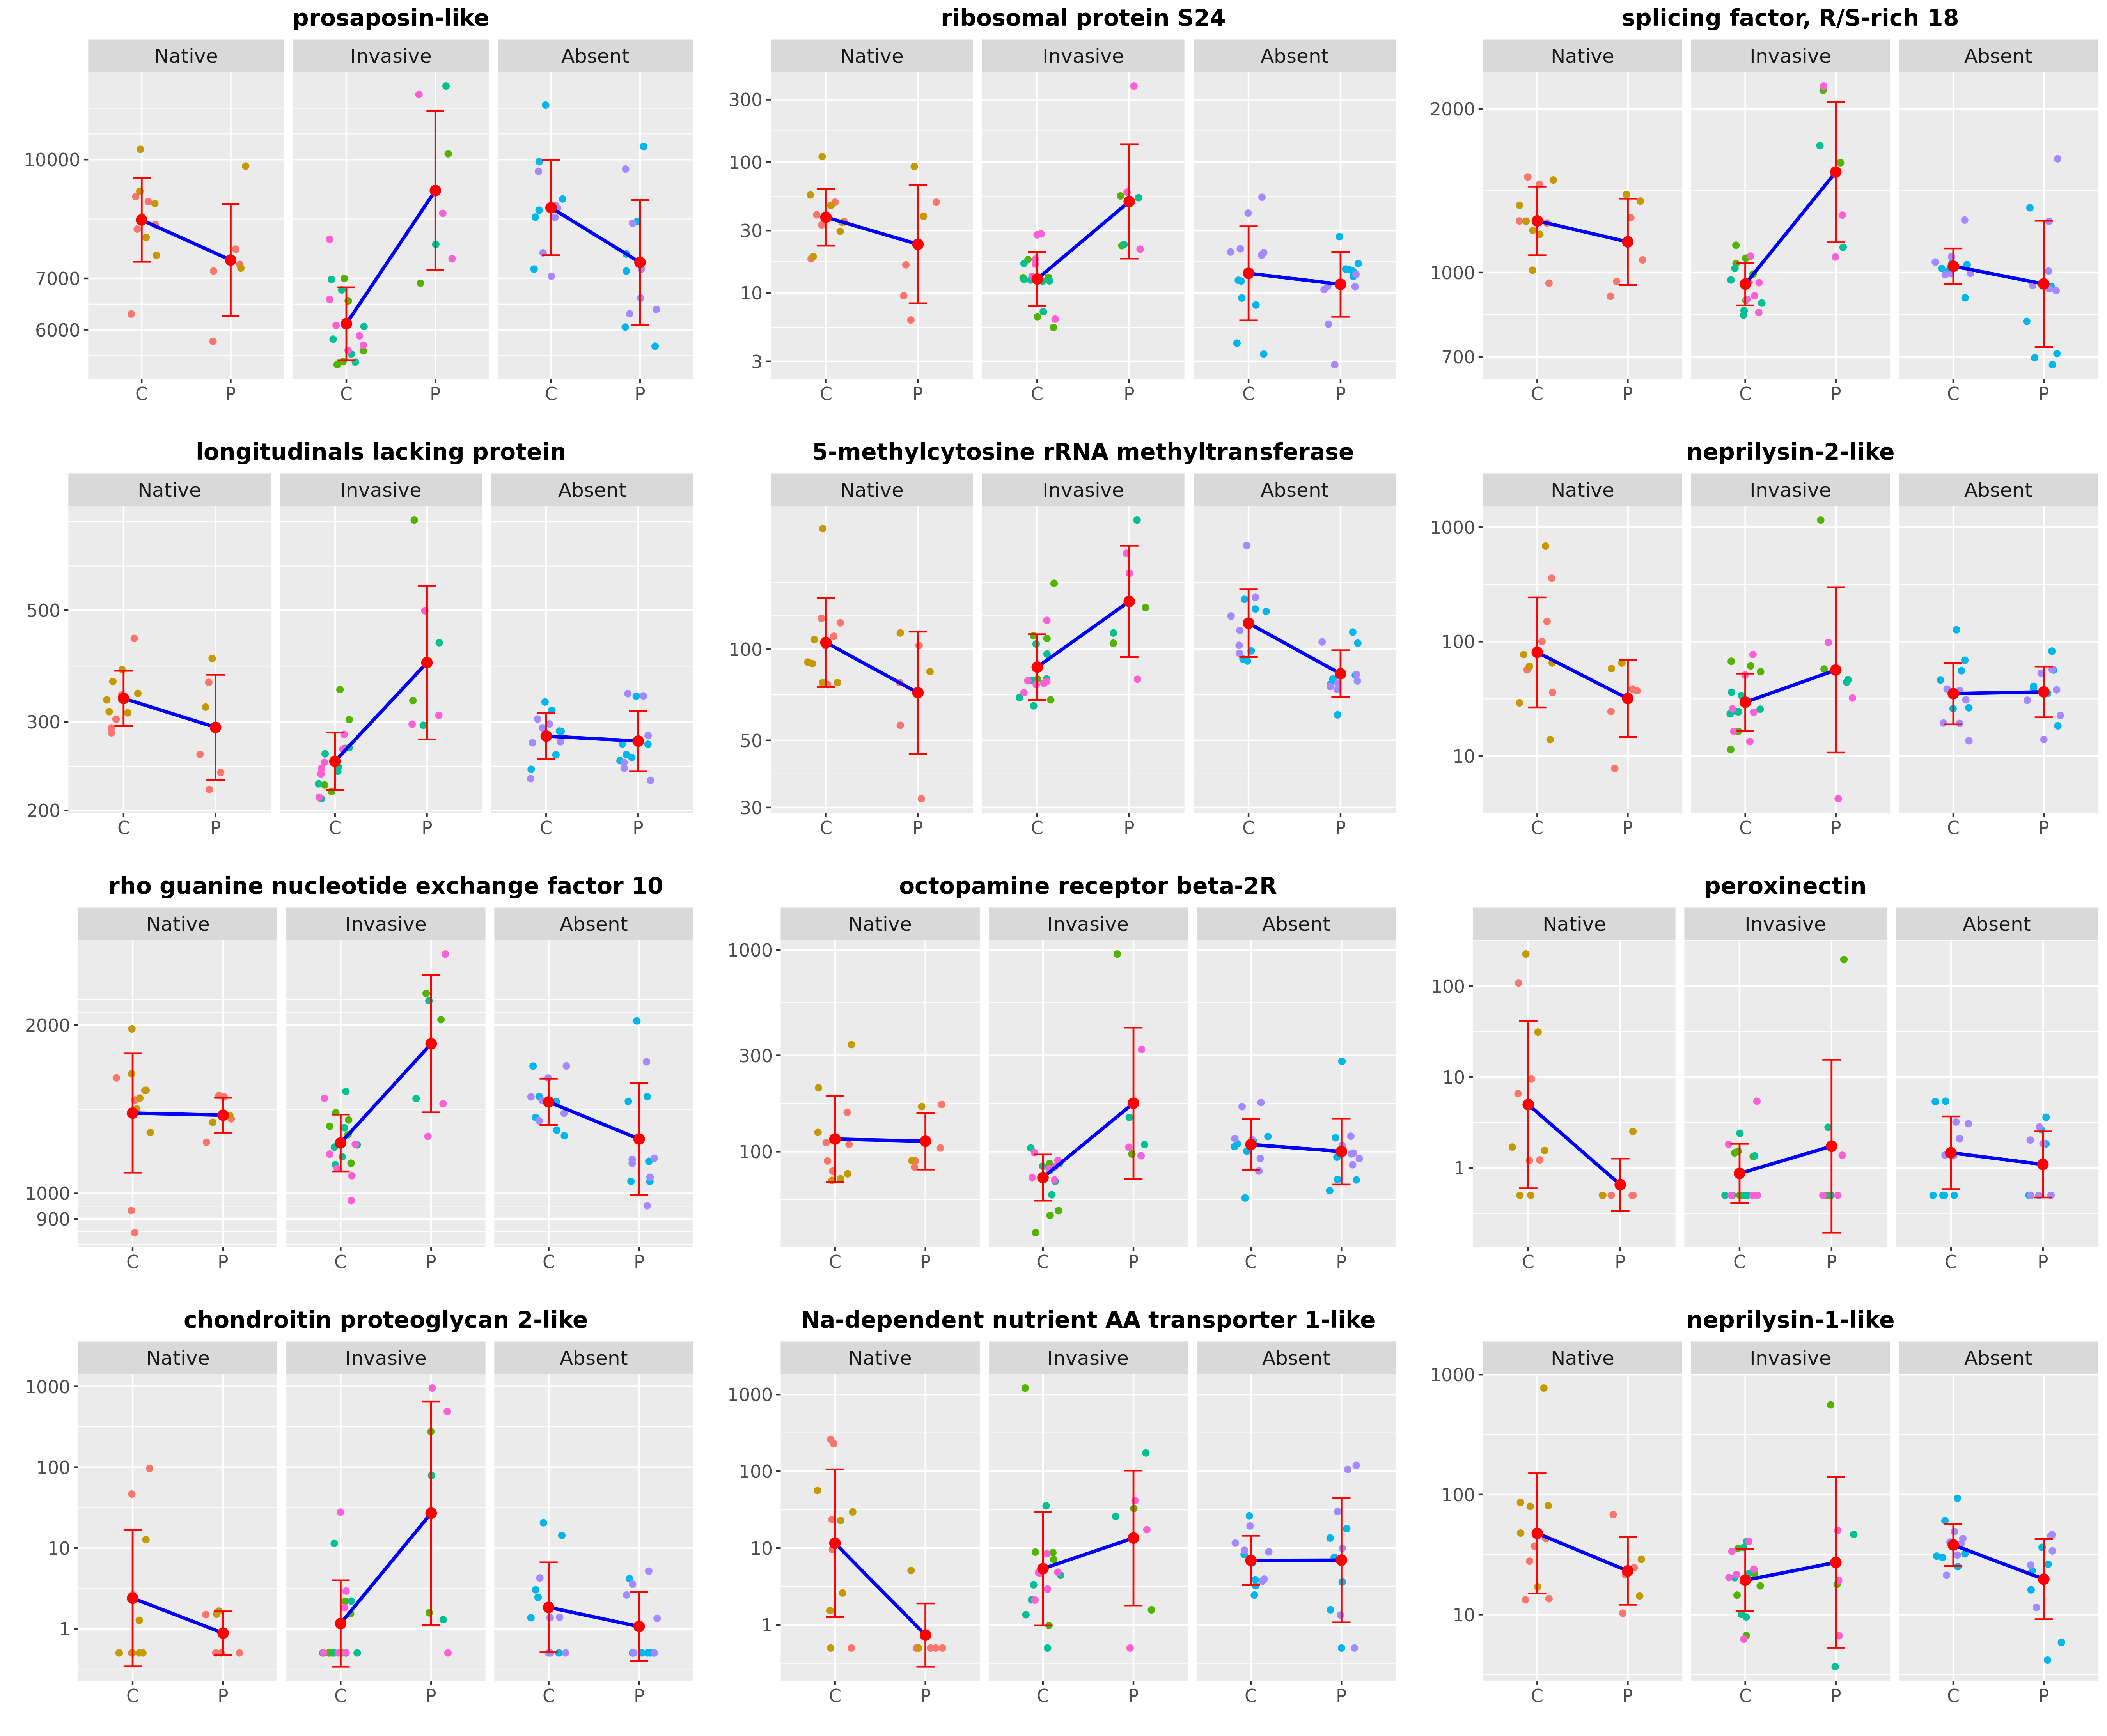 prosaposin-like
Native Invasive Absent
10000
7000
6000
C P C P C P
ribosomal protein S24
Native Invasive Absent
300
100
30
10
3
C P C P C P
splicing factor, R/S-rich 18
Native Invasive Absent
2000
1000
700
C P C P C P
longitudinals lacking protein
Native Invasive Absent
500
300
200
C P C P C P
5-methylcytosine rRNA methyltransferase
Native Invasive Absent
100
50
30
C P C P C P
neprilysin-2-like
Native Invasive Absent
1000
100
10
C P C P C P
rho guanine nucleotide exchange factor 10
Native Invasive Absent
2000
1000
900
C P C P C P
octopamine receptor beta-2R
Native Invasive Absent
1000
300
100
C P C P C P
peroxinectin
Native Invasive Absent
100
10
1
C P C P C P
chondroitin proteoglycan 2-like
Native Invasive Absent
1000
100
10
1
C P C P C P
Na-dependent nutrient AA transporter 1-like
Native Invasive Absent
1000
100
10
1
C P C P C P
neprilysin-1-like
Native Invasive Absent
1000
100
10
C P C P C P